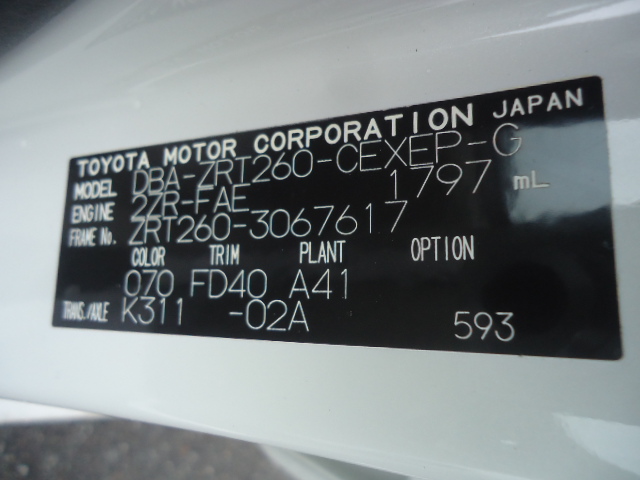 TOYOTA MOTOR CORPORATION JAPAN
MODEL DBA-ZRT260-CEXEP-G
ENGINE 2ZR-FAE 1797 mL
FRAME No. ZRT260-3067617
COLOR TRIM PLANT OPTION
070 FD40 A41
TRANS./AXLE K311 -02A
593